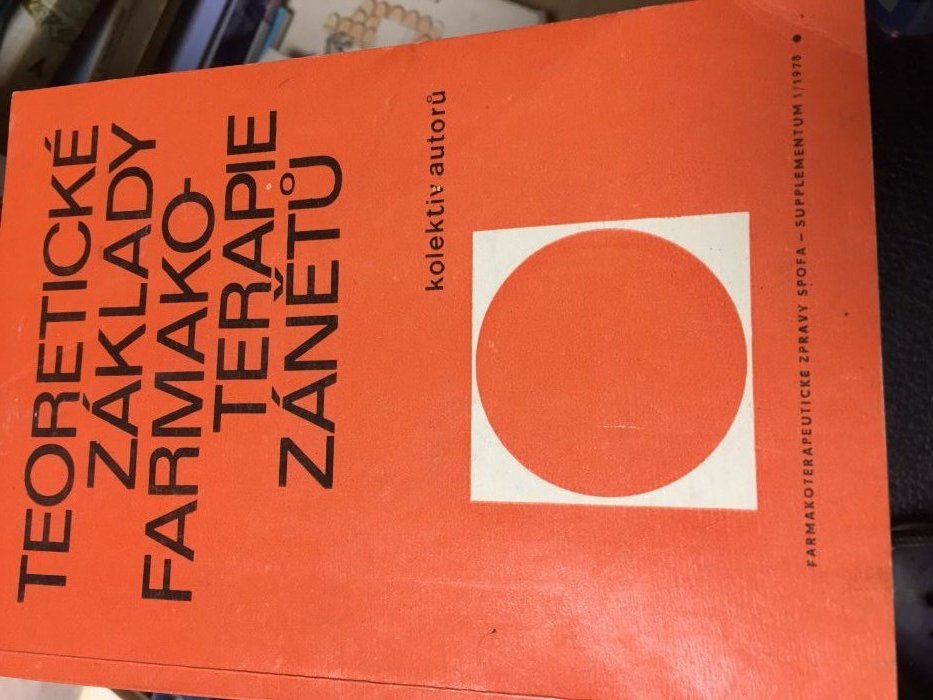 TEORETICKÉ
ZÁKLADY
FARMAKO-
TERAPIE
ZÁNĚTŮ
kolektiv autorů
FARMAKOTERAPEUTICKÉ ZPRÁVY SPOFA – SUPPLEMENTUM 1/1978 •